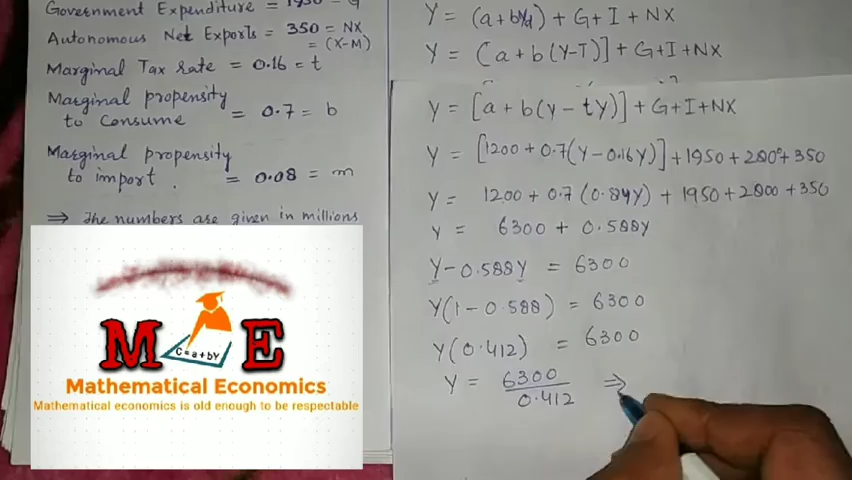 Government Expenditure = 1950 = G
Autonomous Net Exports = 350 = NX
= (X-M)
Marginal Tax rate = 0.16 = t
Marginal propensity
to Consume = 0.7 = b
Marginal propensity
to import . = 0.08 = m
⇒ The numbers are given in millions
M E
C=a+bY
Mathematical Economics
Mathematical economics is old enough to be respectable
Y = (a+bYd) + G + I + NX
Y = [a + b(Y-T)] + G + I + NX
Y = [a + b(Y - tY)] + G + I + NX
Y = [1200 + 0.7(Y - 0.16Y)] + 1950 + 2800 + 350
Y = 1200 + 0.7 (0.84Y) + 1950 + 2800 + 350
Y = 6300 + 0.588Y
Y - 0.588Y = 6300
Y(1 - 0.588) = 6300
Y(0.412) = 6300
Y = 6300/0.412 ⇒